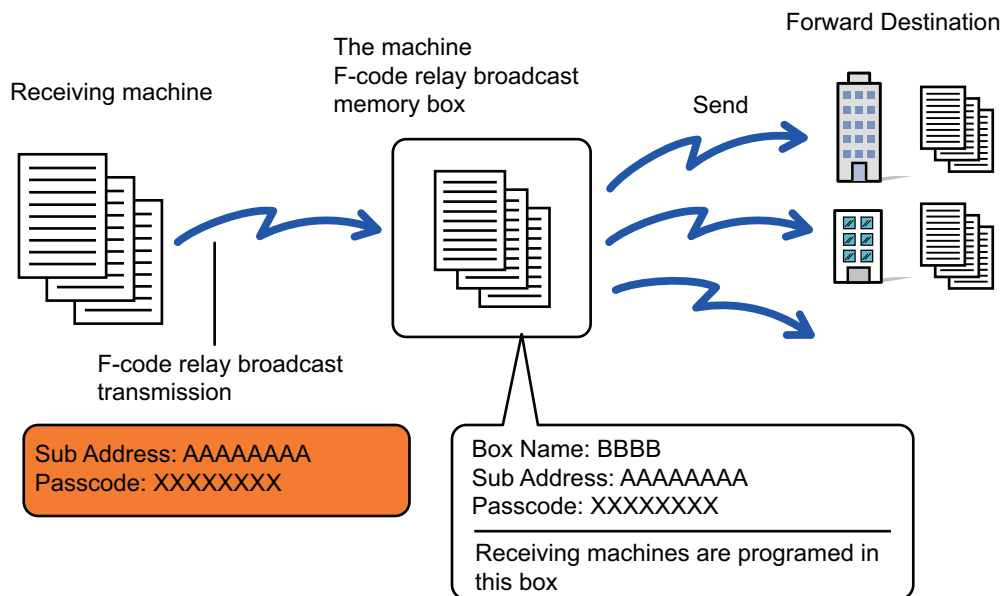 Receiving machine
The machine
F-code relay broadcast
memory box
Forward Destination
Send
F-code relay broadcast
transmission
Sub Address: AAAAAAAA
Passcode: XXXXXXXX
Box Name: BBBB
Sub Address: AAAAAAAA
Passcode: XXXXXXXX
Receiving machines are programed in
this box